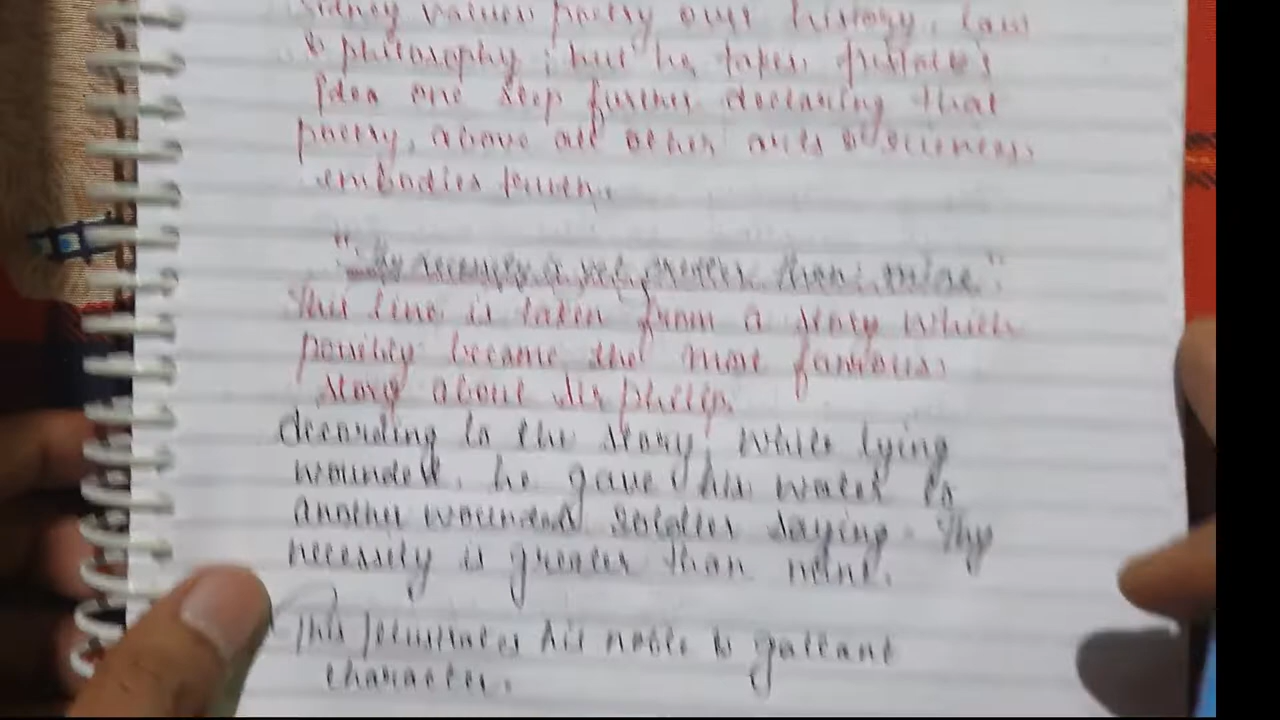 Sidney values poetry over history, law
& philosophy; but he takes Aristotle's
Idea one step further declaring that
poetry, above all other arts & sciences,
embodies truth.
"Thy necessity is yet greater than mine"
This line is taken from a story which
possibly became the most famous
story about Sir Philip.
According to the story, while lying
wounded, he gave his water to
another wounded soldier saying - Thy
necessity is greater than mine.
This Illustrates his noble & gallant
character.